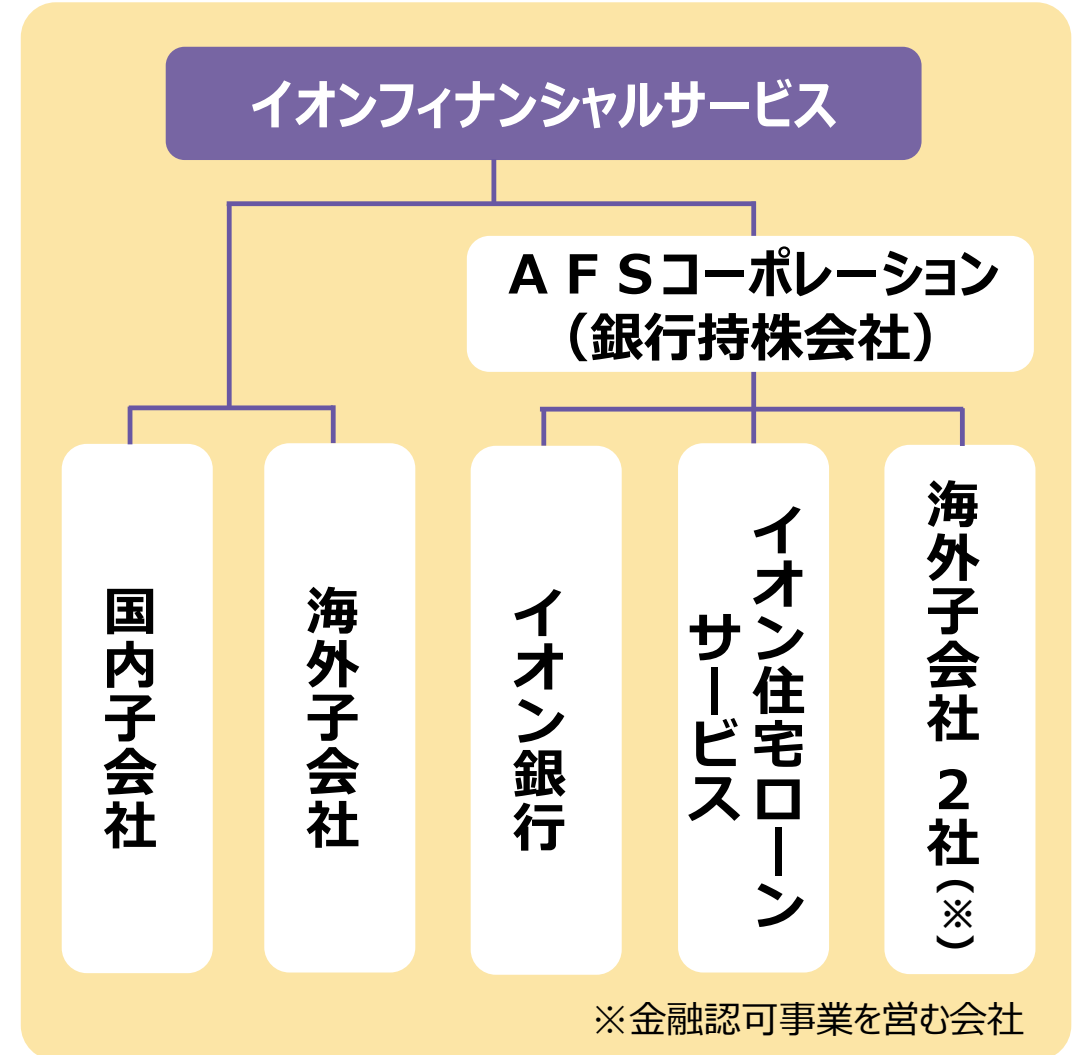 イオンフィナンシャルサービス
ＡＦＳコーポレーション
（銀行持株会社）
国内子会社
海外子会社
イオン銀行
イオン住宅ローン
サービス
海外子会社 2社(※)
※金融認可事業を営む会社